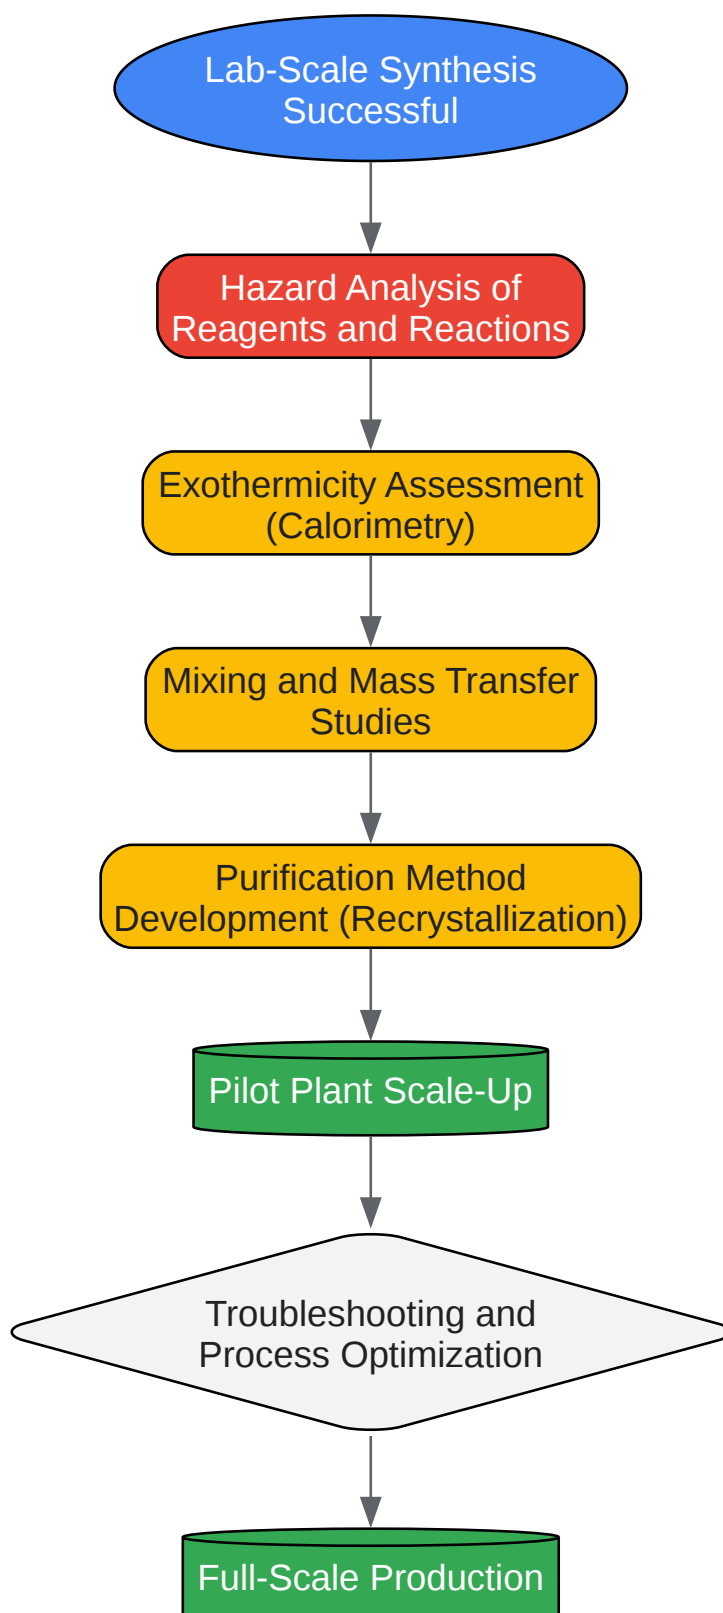 Lab-Scale Synthesis
Successful
Hazard Analysis of
Reagents and Reactions
Exothermicity Assessment
(Calorimetry)
Mixing and Mass Transfer
Studies
Purification Method
Development (Recrystallization)
Pilot Plant Scale-Up
Troubleshooting and
Process Optimization
Full-Scale Production